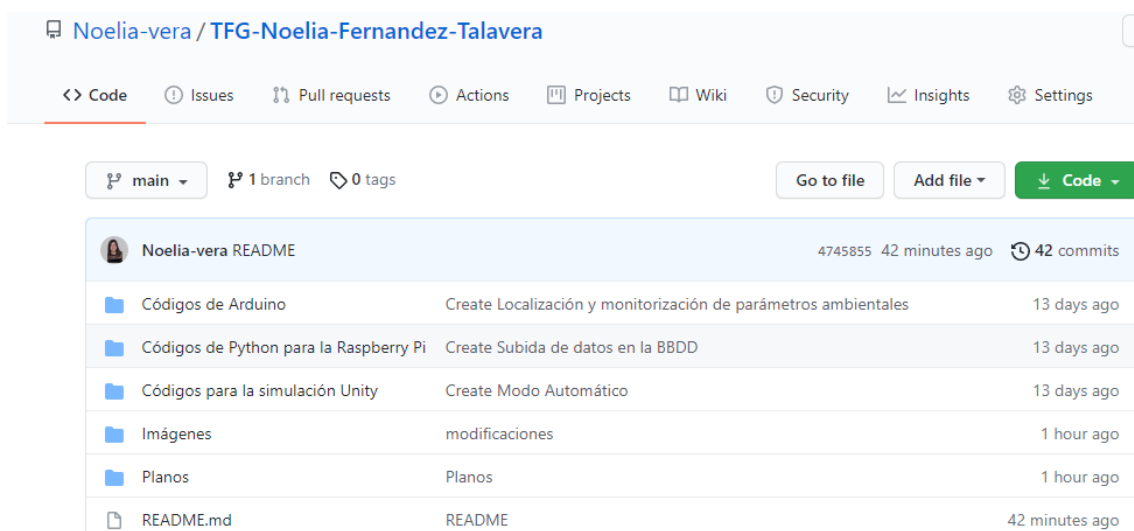 Noelia-vera / TFG-Noelia-Fernandez-Talavera
<> Code Issues Pull requests Actions Projects Wiki Security Insights Settings
main 1 branch 0 tags Go to file Add file Code
Noelia-vera README 4745855 42 minutes ago 42 commits
Códigos de Arduino Create Localización y monitorización de parámetros ambientales 13 days ago
Códigos de Python para la Raspberry Pi Create Subida de datos en la BBDD 13 days ago
Códigos para la simulación Unity Create Modo Automático 13 days ago
Imágenes modificaciones 1 hour ago
Planos Planos 1 hour ago
README.md README 42 minutes ago